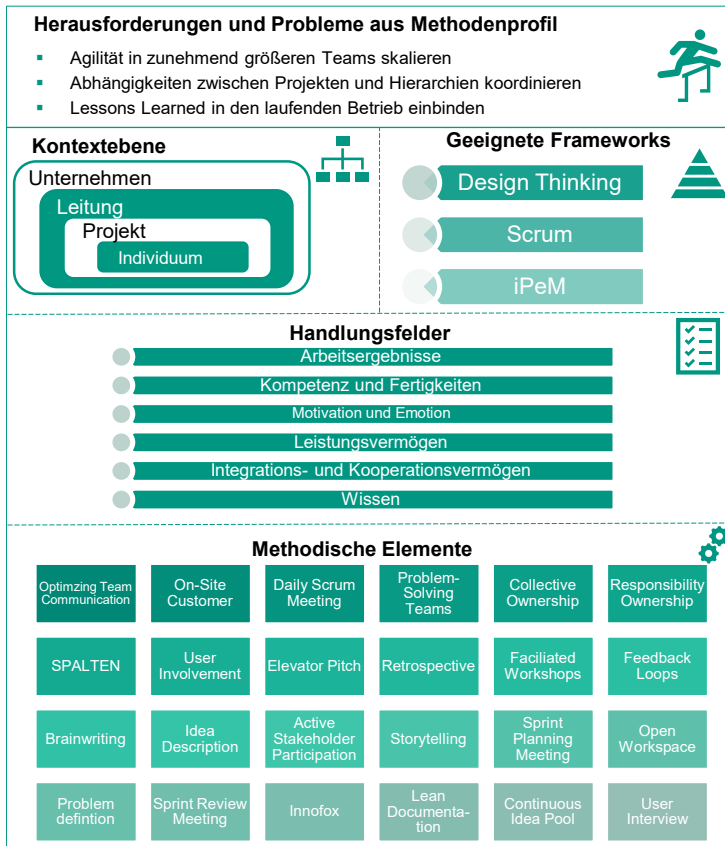 Herausforderungen und Probleme aus Methodenprofil
▪ Agilität in zunehmend größeren Teams skalieren
▪ Abhängigkeiten zwischen Projekten und Hierarchien koordinieren
▪ Lessons Learned in den laufenden Betrieb einbinden
Kontextebene
Unternehmen
Leitung
Projekt
Individuum
Geeignete Frameworks
Design Thinking
Scrum
iPeM
Handlungsfelder
Arbeitsergebnisse
Kompetenz und Fertigkeiten
Motivation und Emotion
Leistungsvermögen
Integrations- und Kooperationsvermögen
Wissen
Methodische Elemente
Optimzing Team
Communication
On-Site
Customer
Daily Scrum
Meeting
Problem-
Solving
Teams
Collective
Ownership
Responsibility
Ownership
SPALTEN
User
Involvement
Elevator Pitch
Retrospective
Faciliated
Workshops
Feedback
Loops
Brainwriting
Idea
Description
Active
Stakeholder
Participation
Storytelling
Sprint
Planning
Meeting
Open
Workspace
Problem
defintion
Sprint Review
Meeting
Innofox
Lean
Documenta-
tion
Continuous
Idea Pool
User
Interview